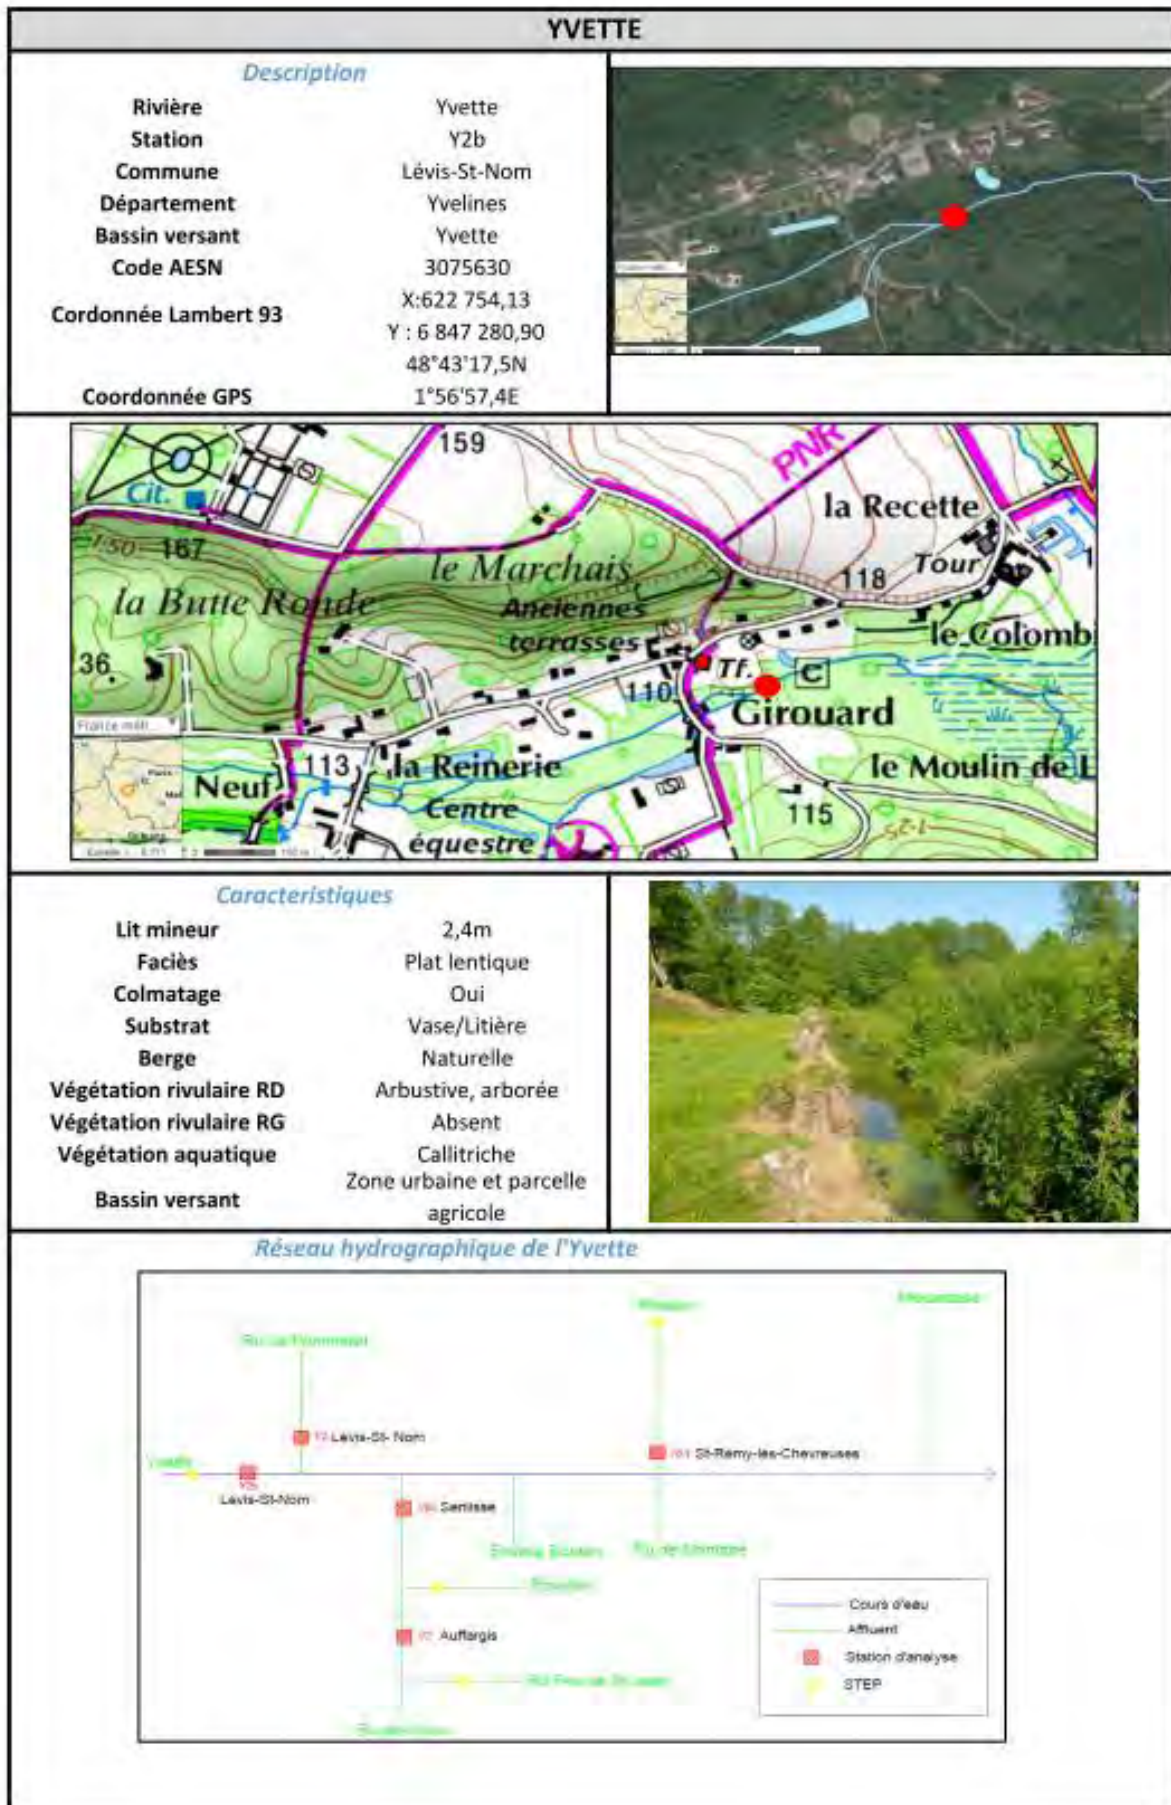 YVETTE
Description
Rivière Yvette
Station Y2b
Commune Lévis-St-Nom
Département Yvelines
Bassin versant Yvette
Code AESN 3075630
Cordonnée Lambert 93 X:622 754,13
Y : 6 847 280,90
48°43'17,5N
Coordonnée GPS 1°56'57,4E
159
PNR
Cit.
la Recette
167
le Marchais
118
Tour
la Butte Ronde
Anciennes
terrasses
le Colomb
36
Tf.
C
110
Girouard
Neuf
113
la Reinerie
le Moulin de L
Centre
équestre
115
125
Caracteristiques
Lit mineur 2,4m
Faciès Plat lentique
Colmatage Oui
Substrat Vase/Litière
Berge Naturelle
Végétation rivulaire RD Arbustive, arborée
Végétation rivulaire RG Absent
Végétation aquatique Callitriche
Bassin versant Zone urbaine et parcelle
agricole
Réseau hydrographique de l'Yvette
Levis-St- Nom
St-Remy-les-Chevreuses
Yvette
Levis-St-Nom
Senlisse
Auffargis
Cours d'eau
Affluent
Station d'analyse
STEP